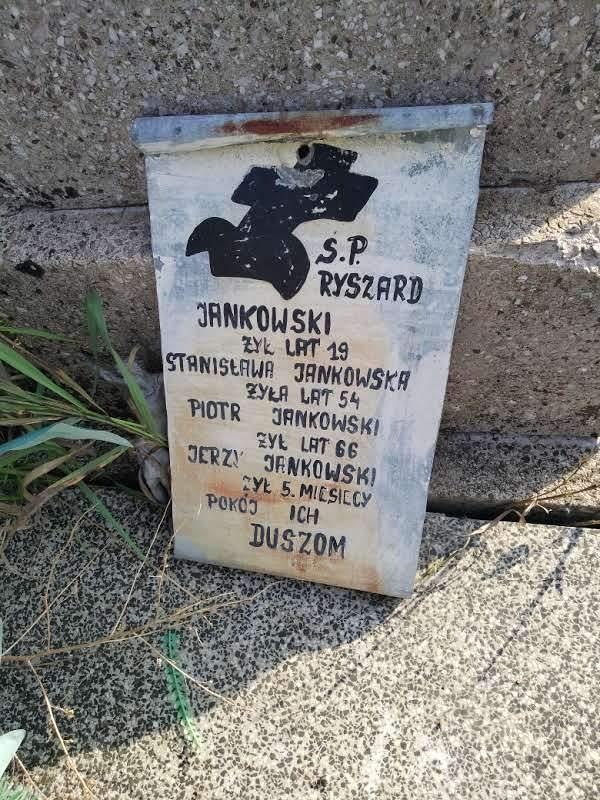 Ś.P.
RYSZARD
JANKOWSKI
ŻYŁ LAT 19
STANISŁAWA JANKOWSKA
ŻYŁA LAT 54
PIOTR JANKOWSKI
ŻYŁ LAT 66
JERZY JANKOWSKI
ŻYŁ 5. MIESIĘCY
POKÓJ ICH
DUSZOM